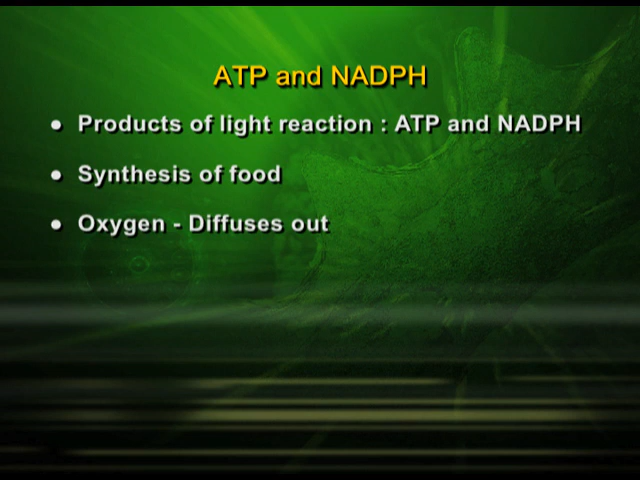 ATP and NADPH
● Products of light reaction : ATP and NADPH
● Synthesis of food
● Oxygen - Diffuses out